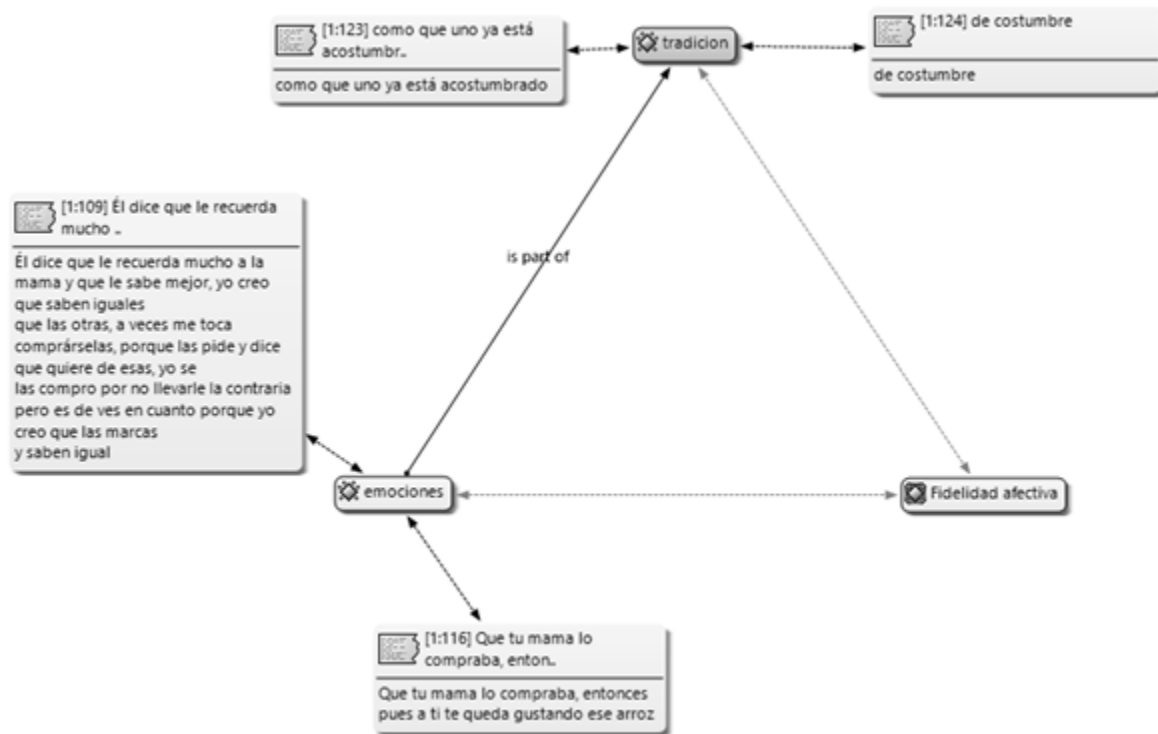 [1:123] como que uno ya está
acostumbr..
como que uno ya está acostumbrado
tradicion
[1:124] de costumbre
de costumbre
[1:109] Él dice que le recuerda
mucho ..
Él dice que le recuerda mucho a la
mama y que le sabe mejor, yo creo
que saben iguales
que las otras, a veces me toca
comprárselas, porque las pide y dice
que quiere de esas, yo se
las compro por no llevarle la contraria
pero es de ves en cuanto porque yo
creo que las marcas
y saben igual
is part of
emociones
Fidelidad afectiva
[1:116] Que tu mama lo
compraba, enton..
Que tu mama lo compraba, entonces
pues a ti te queda gustando ese arroz